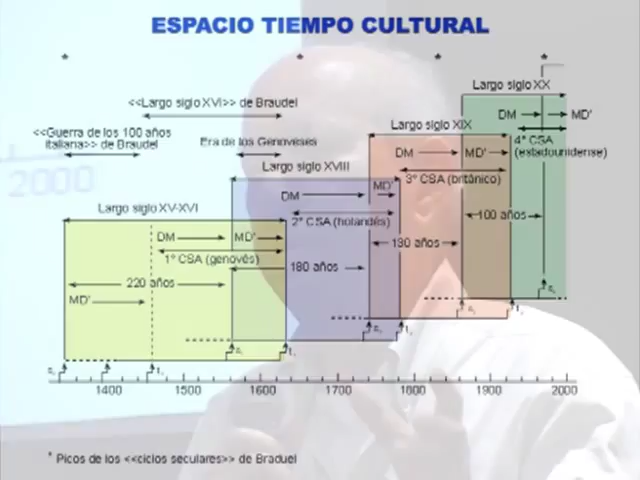 ESPACIO TIEMPO CULTURAL
* * * *
Largo siglo XX
<<Largo siglo XVI>> de Braudel
DM MD'
<<Guerra de los 100 años
italiana>> de Braudel
Era de los Genoveses
Largo siglo XIX
4° CSA
(estadounidense)
DM MD'
Largo siglo XVIII
3° CSA (británico)
MD'
DM
Largo siglo XV-XVI
2° CSA (holandés)
100 años
DM MD'
130 años
1° CSA (genovés)
180 años
220 años
MD'
2000
1400 1500 1600 1700 1800 1900 2000
* Picos de los <<ciclos seculares>> de Braduel